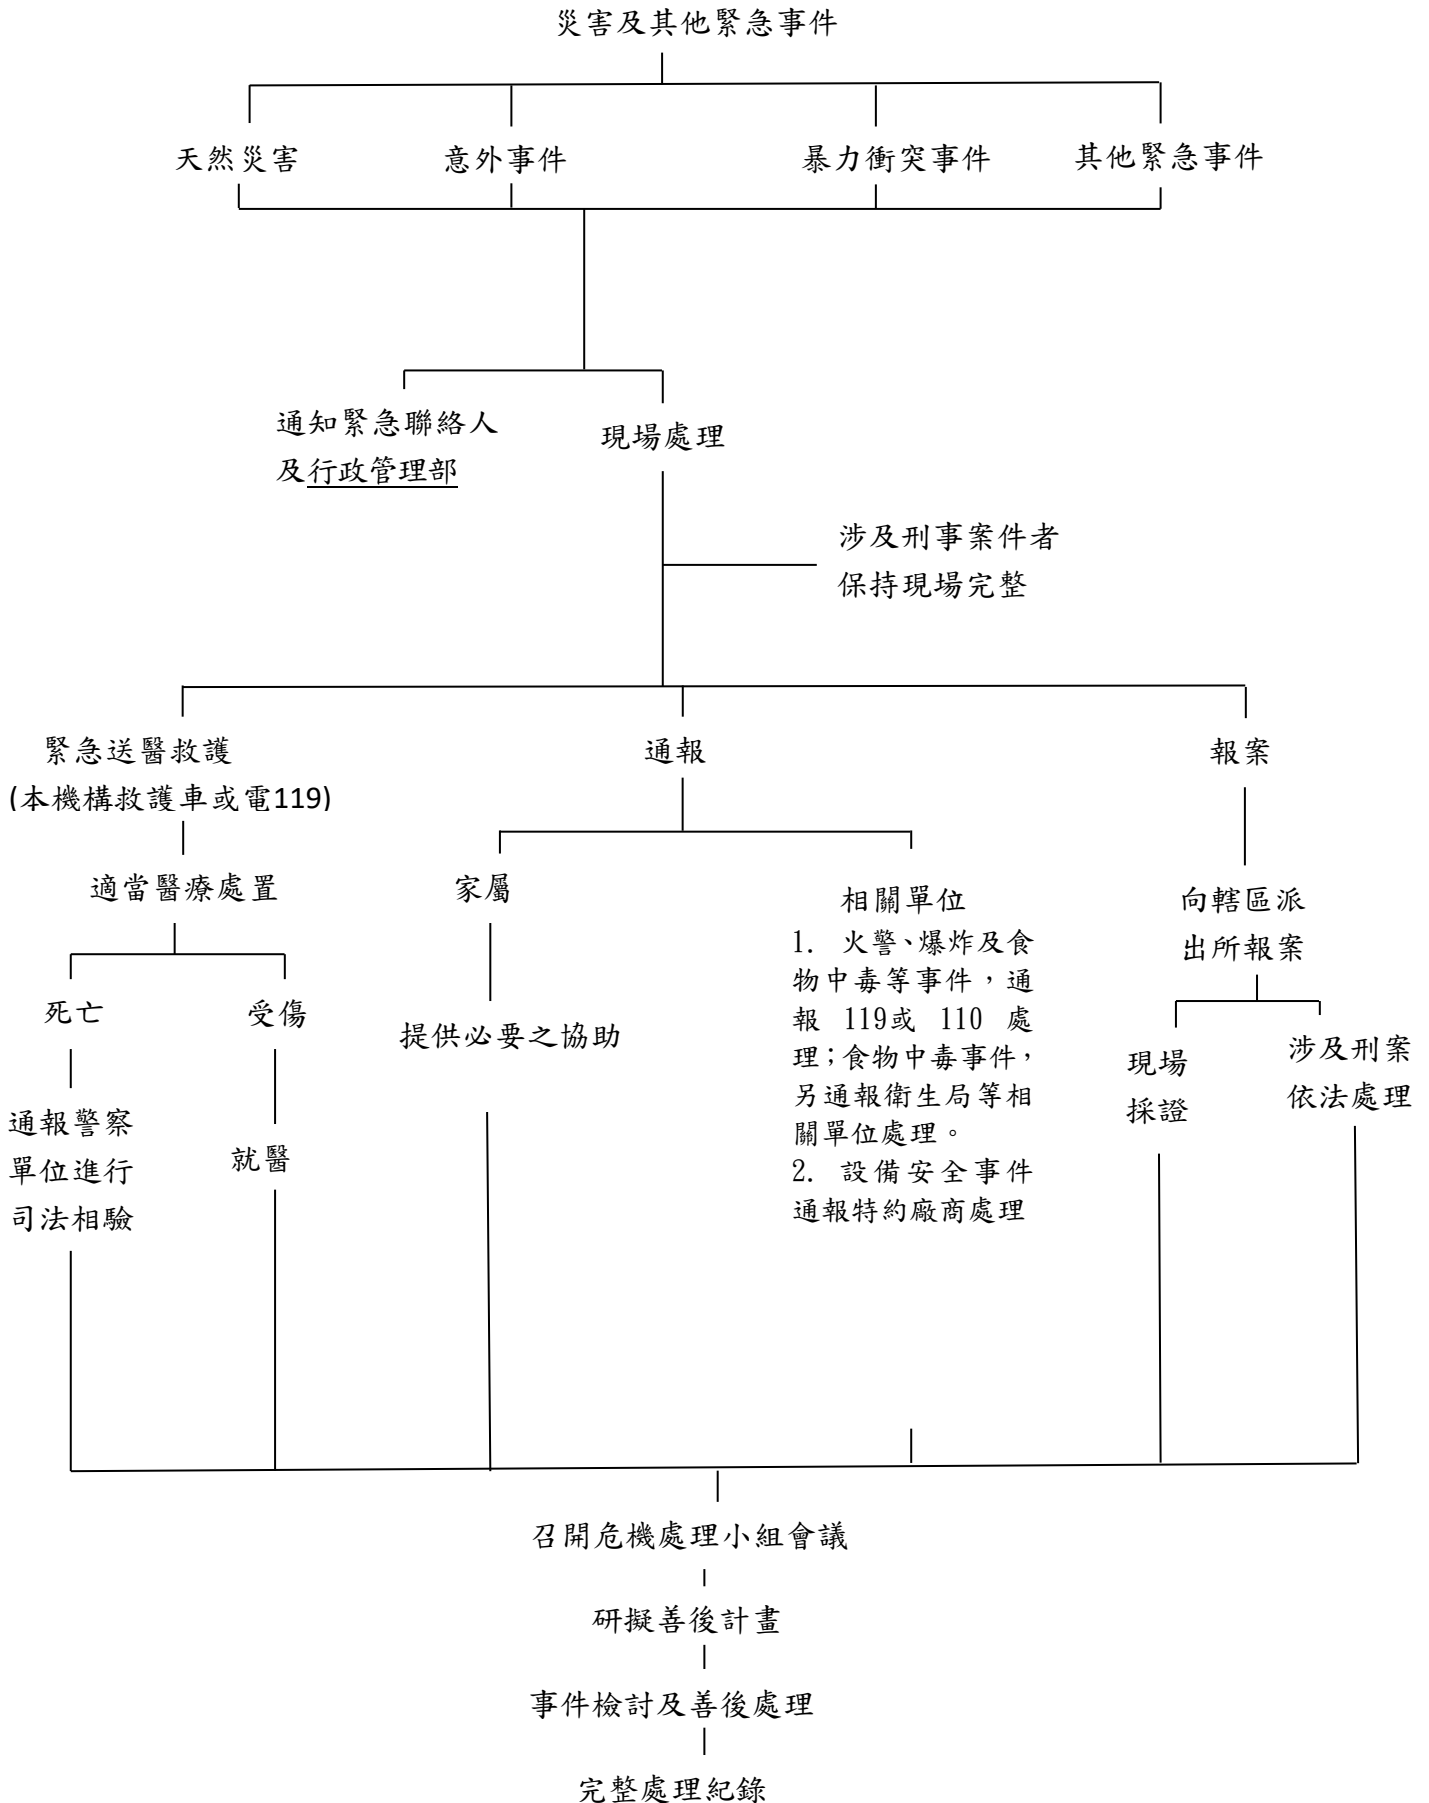 災害及其他緊急事件
天然災害
意外事件
暴力衝突事件
其他緊急事件
通知緊急聯絡人
及行政管理部
現場處理
涉及刑事案件者
保持現場完整
緊急送醫救護
(本機構救護車或電119)
通報
報案
適當醫療處置
家屬
相關單位
1. 火警、爆炸及食
物中毒等事件，通
報 119或 110 處
理；食物中毒事件，
另通報衛生局等相
關單位處理。
2. 設備安全事件
通報特約廠商處理
向轄區派
出所報案
死亡
受傷
提供必要之協助
現場
採證
涉及刑案
依法處理
通報警察
單位進行
司法相驗
就醫
召開危機處理小組會議
研擬善後計畫
事件檢討及善後處理
完整處理紀錄